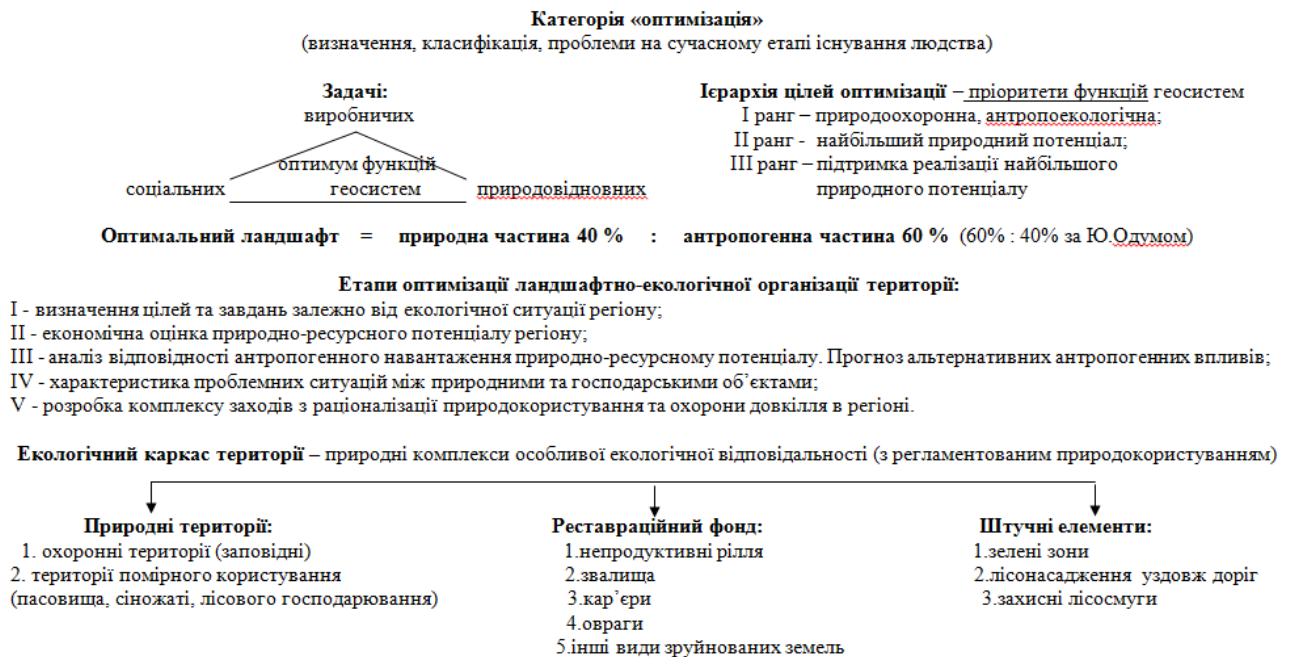 Категорія «оптимізація»
(визначення, класифікація, проблеми на сучасному етапі існування людства)
Задачі:
виробничих
оптимум функцій
соціальних геосистем природовідновних
Ієрархія цілей оптимізації – пріоритети функцій геосистем
І ранг – природоохоронна, антропоекологічна;
ІІ ранг - найбільший природний потенціал;
ІІІ ранг – підтримка реалізації найбільшого
природного потенціалу
Оптимальний ландшафт = природна частина 40 % : антропогенна частина 60 % (60% : 40% за Ю.Одумом)
Етапи оптимізації ландшафтно-екологічної організації території:
І - визначення цілей та завдань залежно від екологічної ситуації регіону;
ІІ - економічна оцінка природно-ресурсного потенціалу регіону;
ІІІ - аналіз відповідності антропогенного навантаження природно-ресурсному потенціалу. Прогноз альтернативних антропогенних впливів;
IV - характеристика проблемних ситуацій між природними та господарськими об’єктами;
V - розробка комплексу заходів з раціоналізації природокористування та охорони довкілля в регіоні.
Екологічний каркас території – природні комплекси особливої екологічної відповідальності (з регламентованим природокористуванням)
Природні території:
1. охоронні території (заповідні)
2. території помірного користування
(пасовища, сіножаті, лісового господарювання)
Реставраційний фонд:
1.непродуктивні рілля
2.звалища
3.кар’єри
4.овраги
5.інші види зруйнованих земель
Штучні елементи:
1.зелені зони
2.лісонасадження уздовж доріг
3.захисні лісосмуги